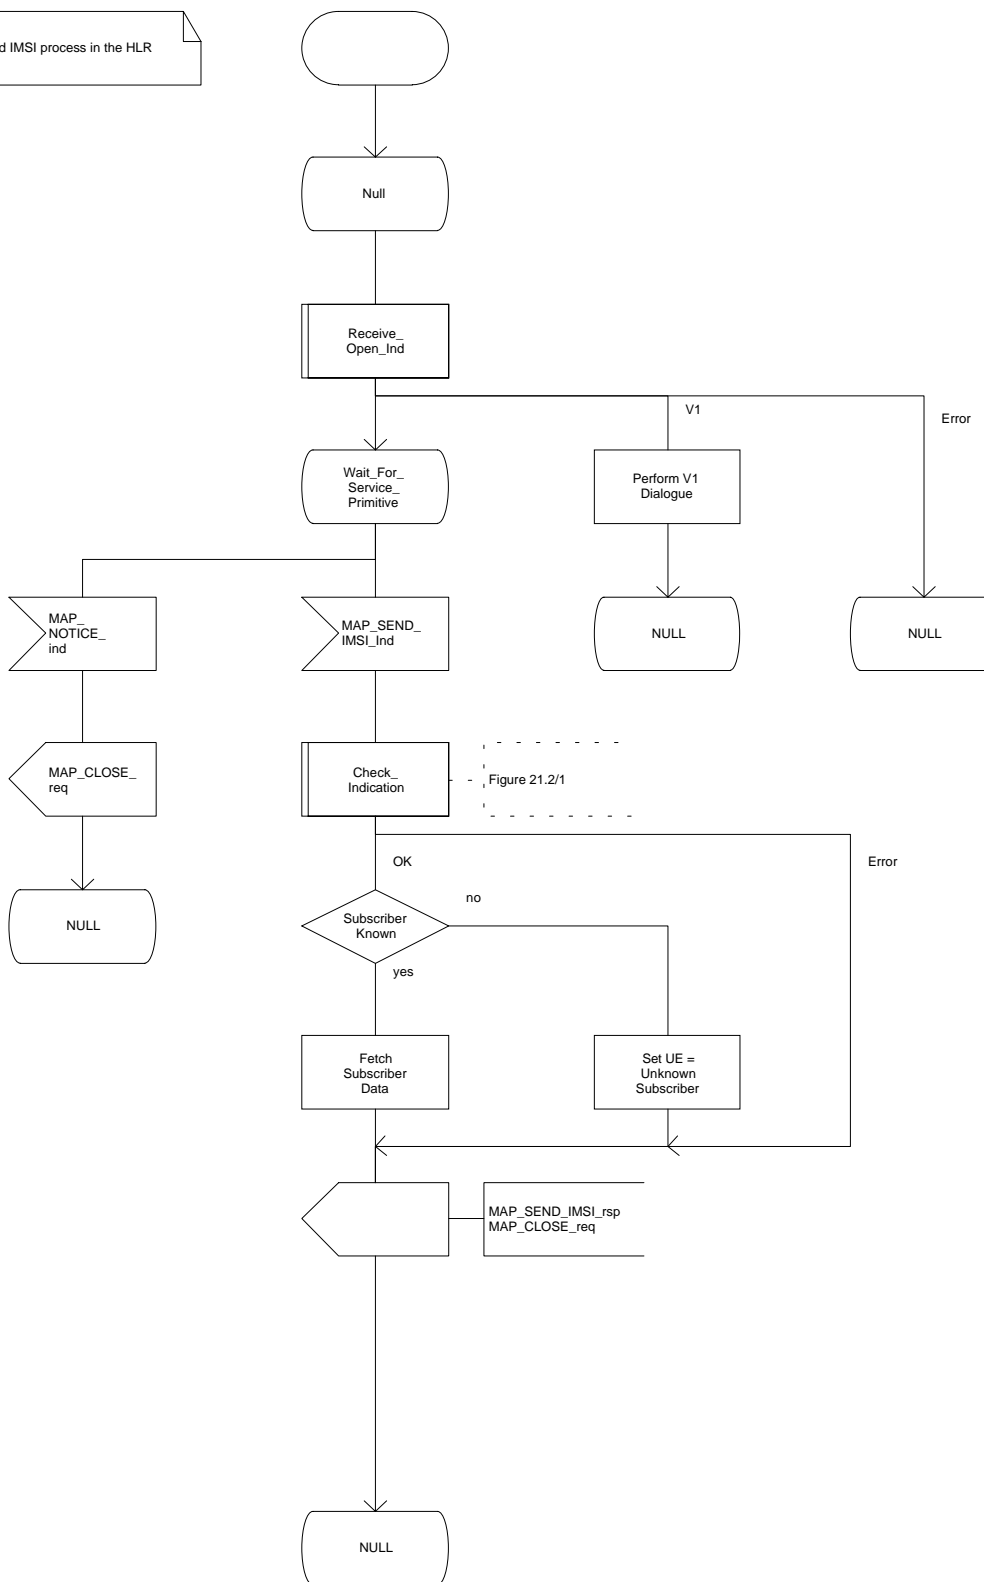 d IMSI process in the HLR
Null
Receive_
Open_Ind
V1
Error
Wait_For_
Service_
Primitive
Perform V1
Dialogue
MAP_
NOTICE_
ind
MAP_SEND_
IMSI_Ind
NULL
NULL
MAP_CLOSE_
req
Check_
Indication
Figure 21.2/1
OK
Error
no
Subscriber
Known
NULL
yes
Fetch
Subscriber
Data
Set UE =
Unknown
Subscriber
MAP_SEND_IMSI_rsp
MAP_CLOSE_req
NULL